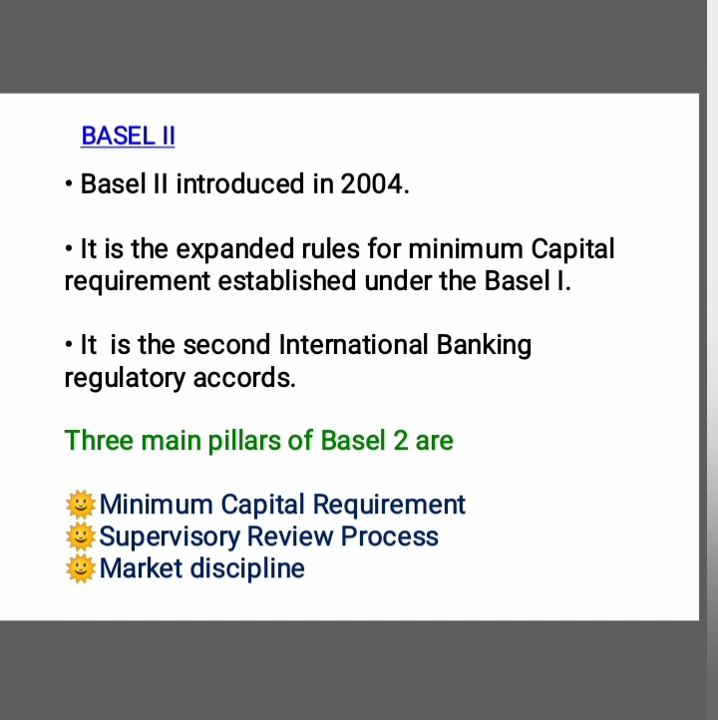 BASEL II
• Basel II introduced in 2004.
• It is the expanded rules for minimum Capital
requirement established under the Basel I.
• It  is the second International Banking
regulatory accords.
Three main pillars of Basel 2 are
🌞Minimum Capital Requirement
🌞Supervisory Review Process
🌞Market discipline